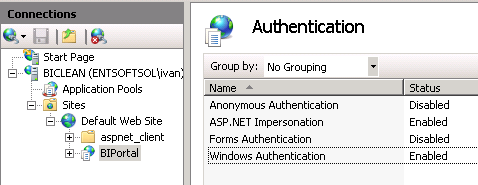 Connections
Start Page
BICLEAN (ENTSOFTSOL\ivan)
Application Pools
Sites
Default Web Site
aspnet_client
BIPortal
Authentication
Group by: No Grouping
Name Status
Anonymous Authentication Disabled
ASP.NET Impersonation Enabled
Forms Authentication Disabled
Windows Authentication Enabled